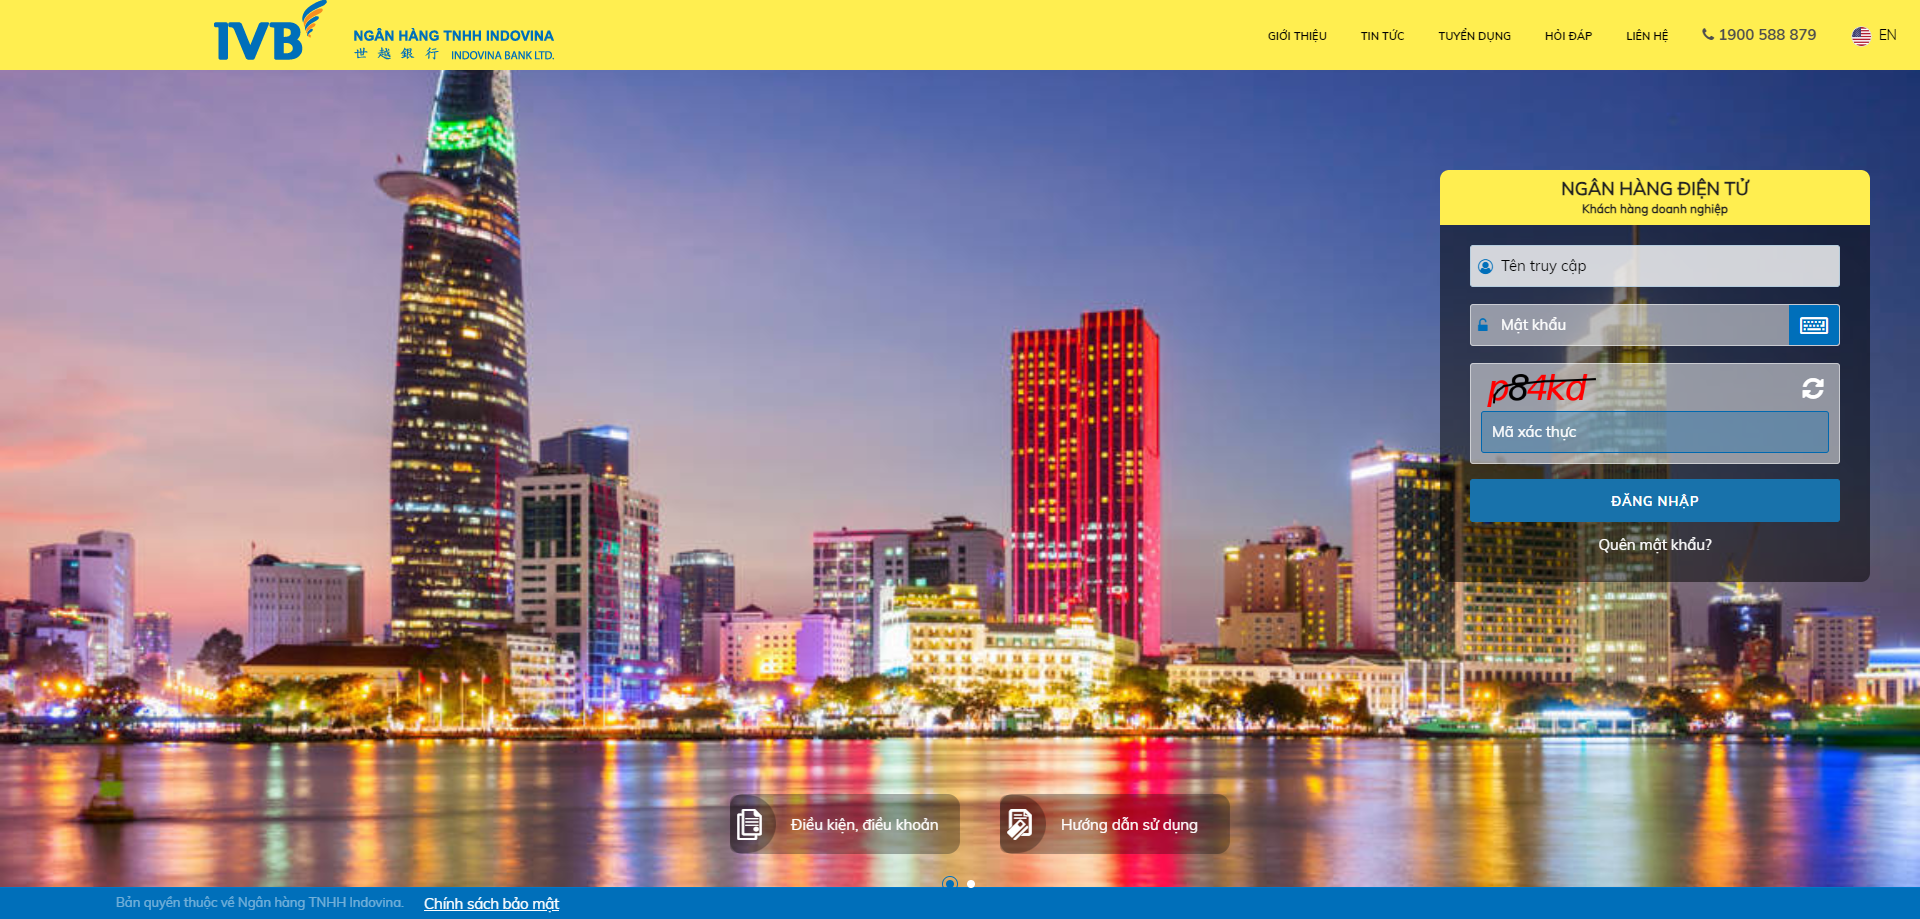 IVB
NGÂN HÀNG TNHH INDOVINA
世越銀行 INDOVINA BANK LTD.
GIỚI THIỆU
TIN TỨC
TUYỂN DỤNG
HỎI ĐÁP
LIÊN HỆ
1900 588 879
EN
NGÂN HÀNG ĐIỆN TỬ
Khách hàng doanh nghiệp
Tên truy cập
Mật khẩu
p84kd
Mã xác thực
ĐĂNG NHẬP
Quên mật khẩu?
Điều kiện, điều khoản
Hướng dẫn sử dụng
Bản quyền thuộc về Ngân hàng TNHH Indovina.
Chính sách bảo mật